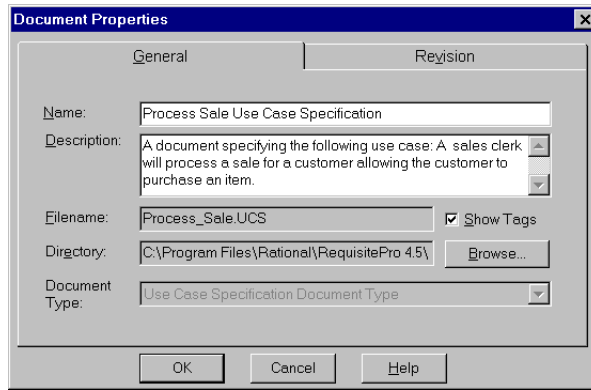 Document Properties
General
Revision
Name:
Process Sale Use Case Specification
Description:
A document specifying the following use case: A sales clerk
will process a sale for a customer allowing the customer to
purchase an item.
Filename:
Process_Sale.UCS
Show Tags
Directory:
C:\Program Files\Rational\RequisitePro 4.5\
Browse...
Document
Type:
Use Case Specification Document Type
OK
Cancel
Help